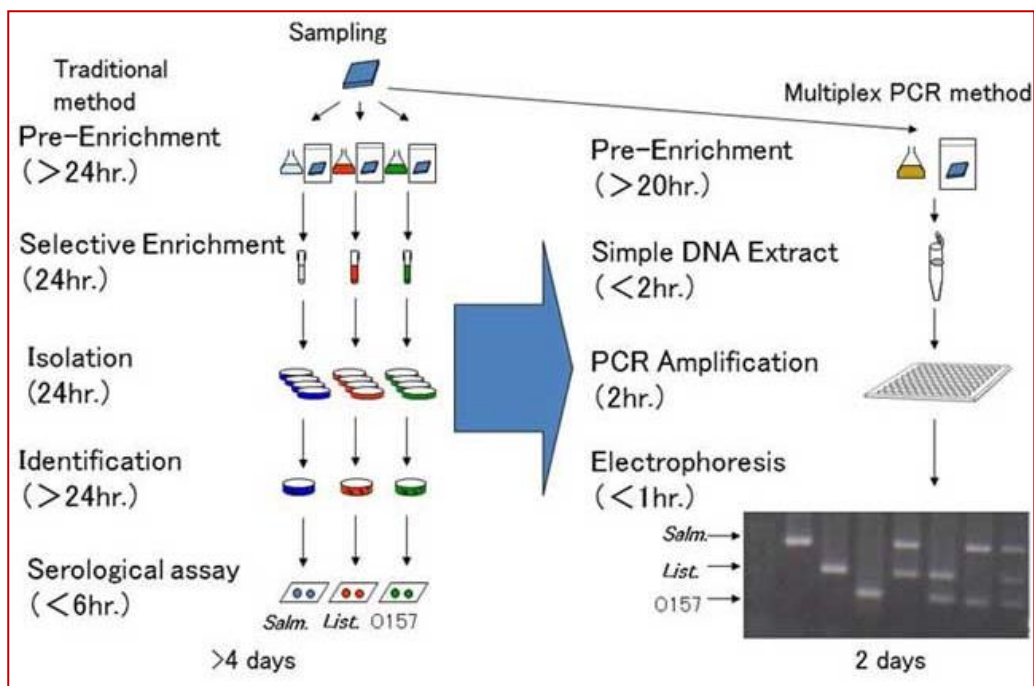 Sampling
Traditional
method
Pre-Enrichment
(>24hr.)
Selective Enrichment
(24hr.)
Isolation
(24hr.)
Identification
(>24hr.)
Serological assay
(<6hr.)
Salm. List. O157
>4 days
Multiplex PCR method
Pre-Enrichment
(>20hr.)
Simple DNA Extract
(<2hr.)
PCR Amplification
(2hr.)
Electrophoresis
(<1hr.)
Salm.
List.
O157
2 days